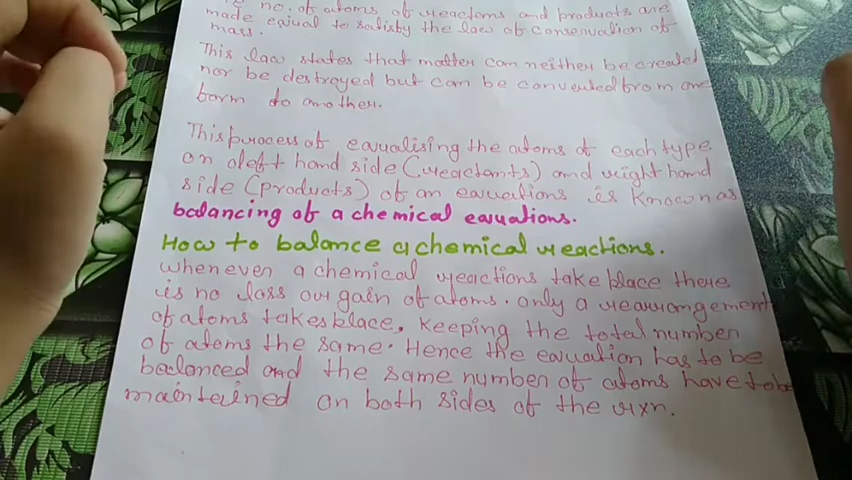 no. of atoms of reactants and products are
made equal to satisby the law of conservation of
mass.
This law states that matter can neither be created
nor be destroyed but can be converted from one
form to another.
This process of equalising the atoms of each type
on left hand side (reactants) and right hand
side (products) of an equations is known as
balancing of a chemical equations.
How to balance a chemical reactions.
whenever a chemical reactions take place there
is no loss our gain of atoms. only a rearrangement
of atoms takes place, keeping the total number
of atoms the same. Hence the equation has to be
balanced and the same number of atoms have to be
maintained on both sides of the rxn.